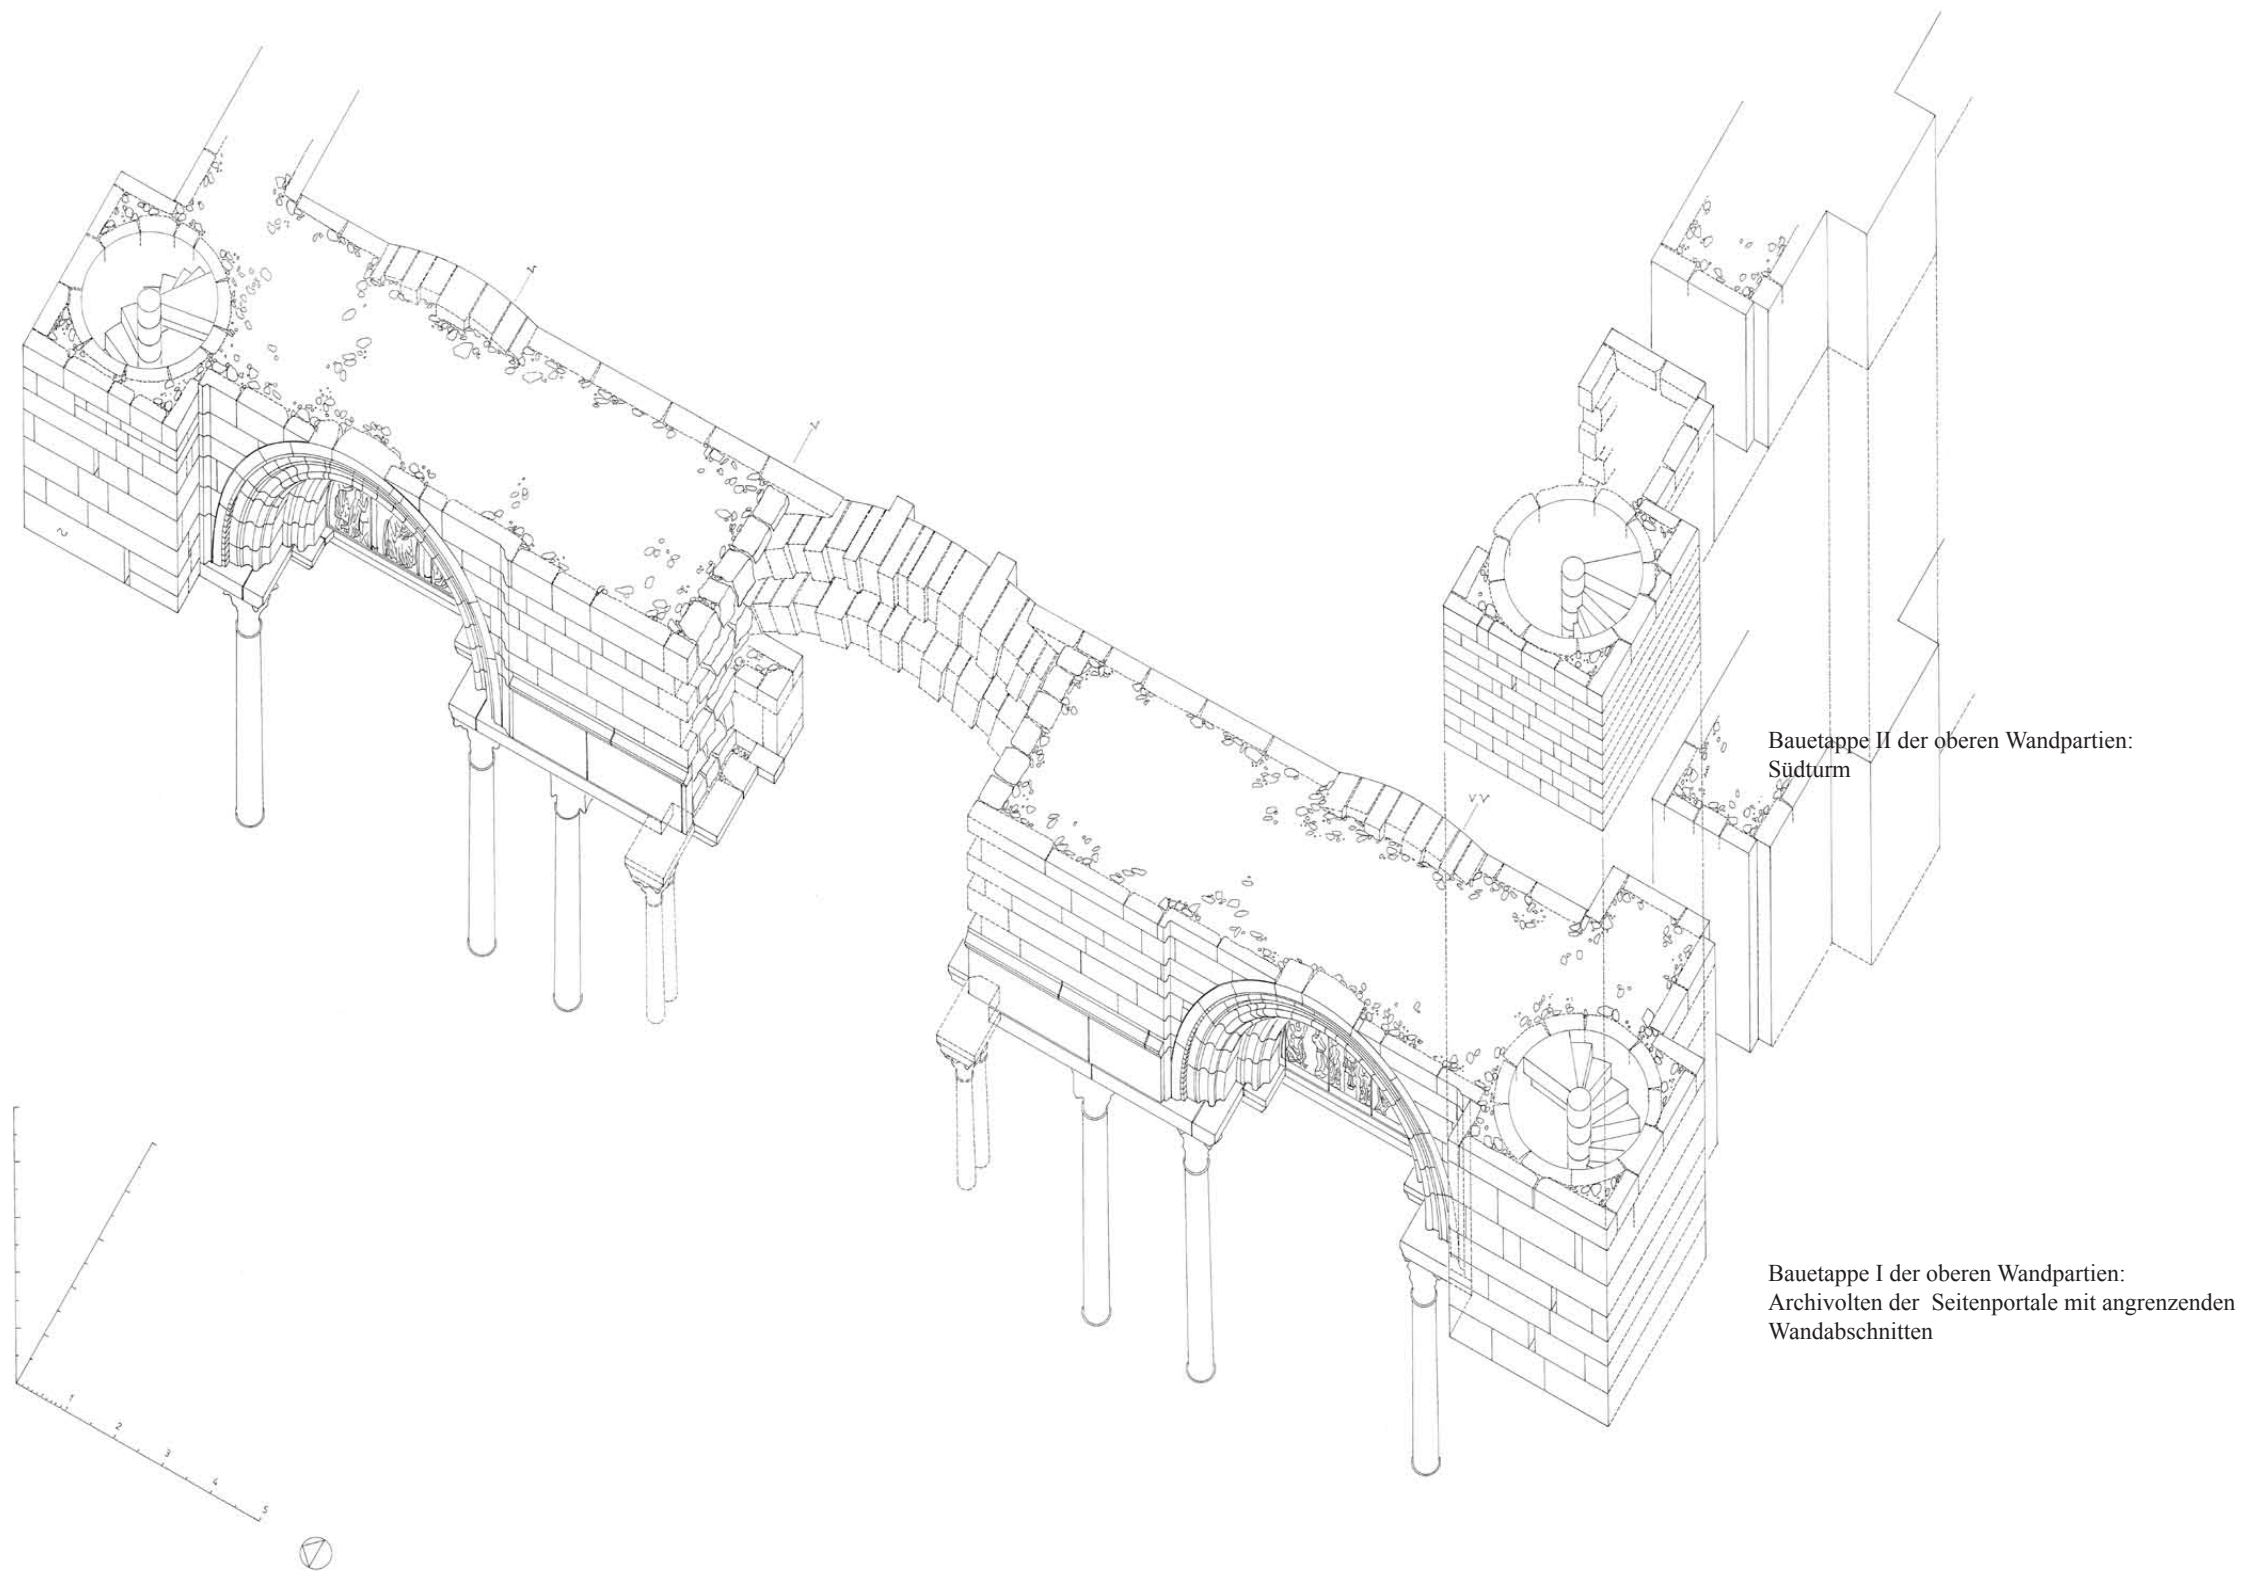 Bauetappe II der oberen Wandpartien:
Südturm
Bauetappe I der oberen Wandpartien:
Archivolten der Seitenportale mit angrenzenden
Wandabschnitten
1
2
3
4
5